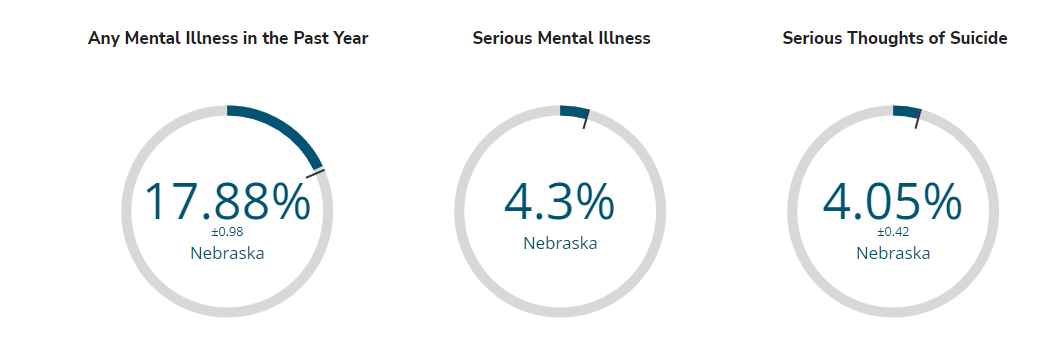 Any Mental Illness in the Past Year
Serious Mental Illness
Serious Thoughts of Suicide
17.88%
±0.98
Nebraska
4.3%
Nebraska
4.05%
±0.42
Nebraska